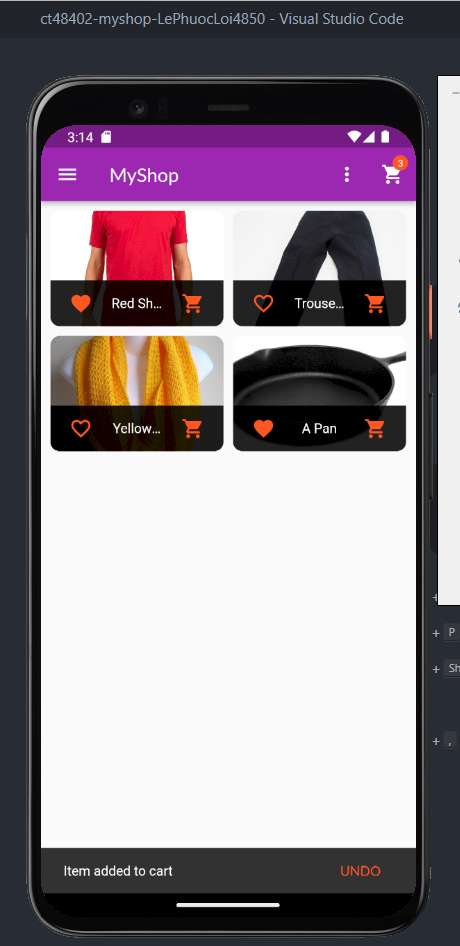 ct48402-myshop-LePhuocLoi4850 - Visual Studio Code
3:14
MyShop
3
Red Sh...
Trouse...
Yellow...
A Pan
+
+ P
+ Sh
+ ,
Item added to cart
UNDO